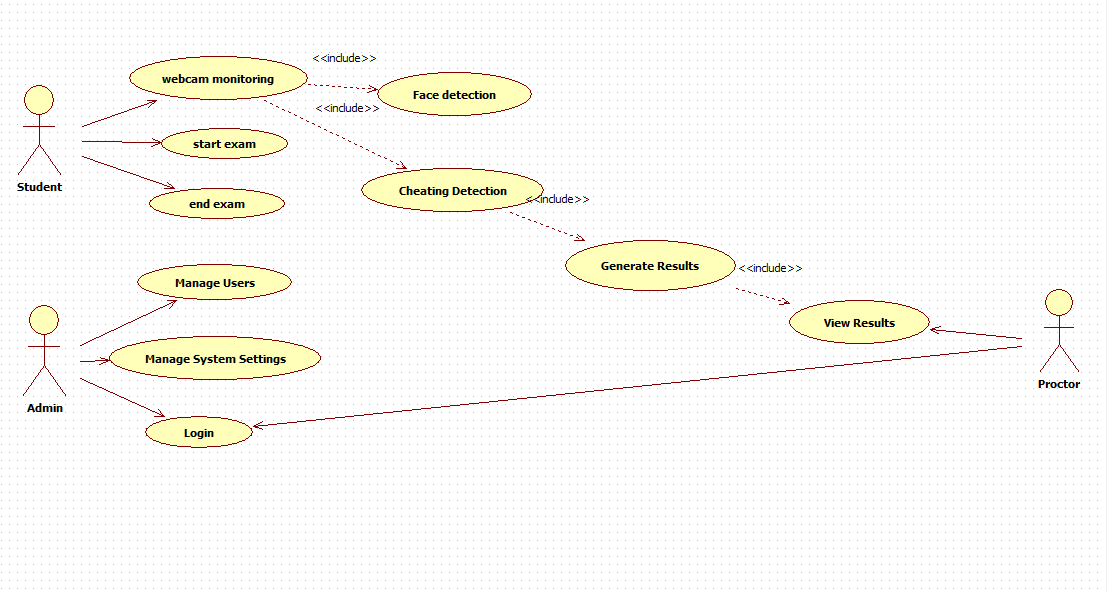 <<include>>
webcam monitoring
Face detection
<<include>>
start exam
Student
Cheating Detection
<<include>>
end exam
Generate Results
<<include>>
Manage Users
View Results
Manage System Settings
Proctor
Admin
Login